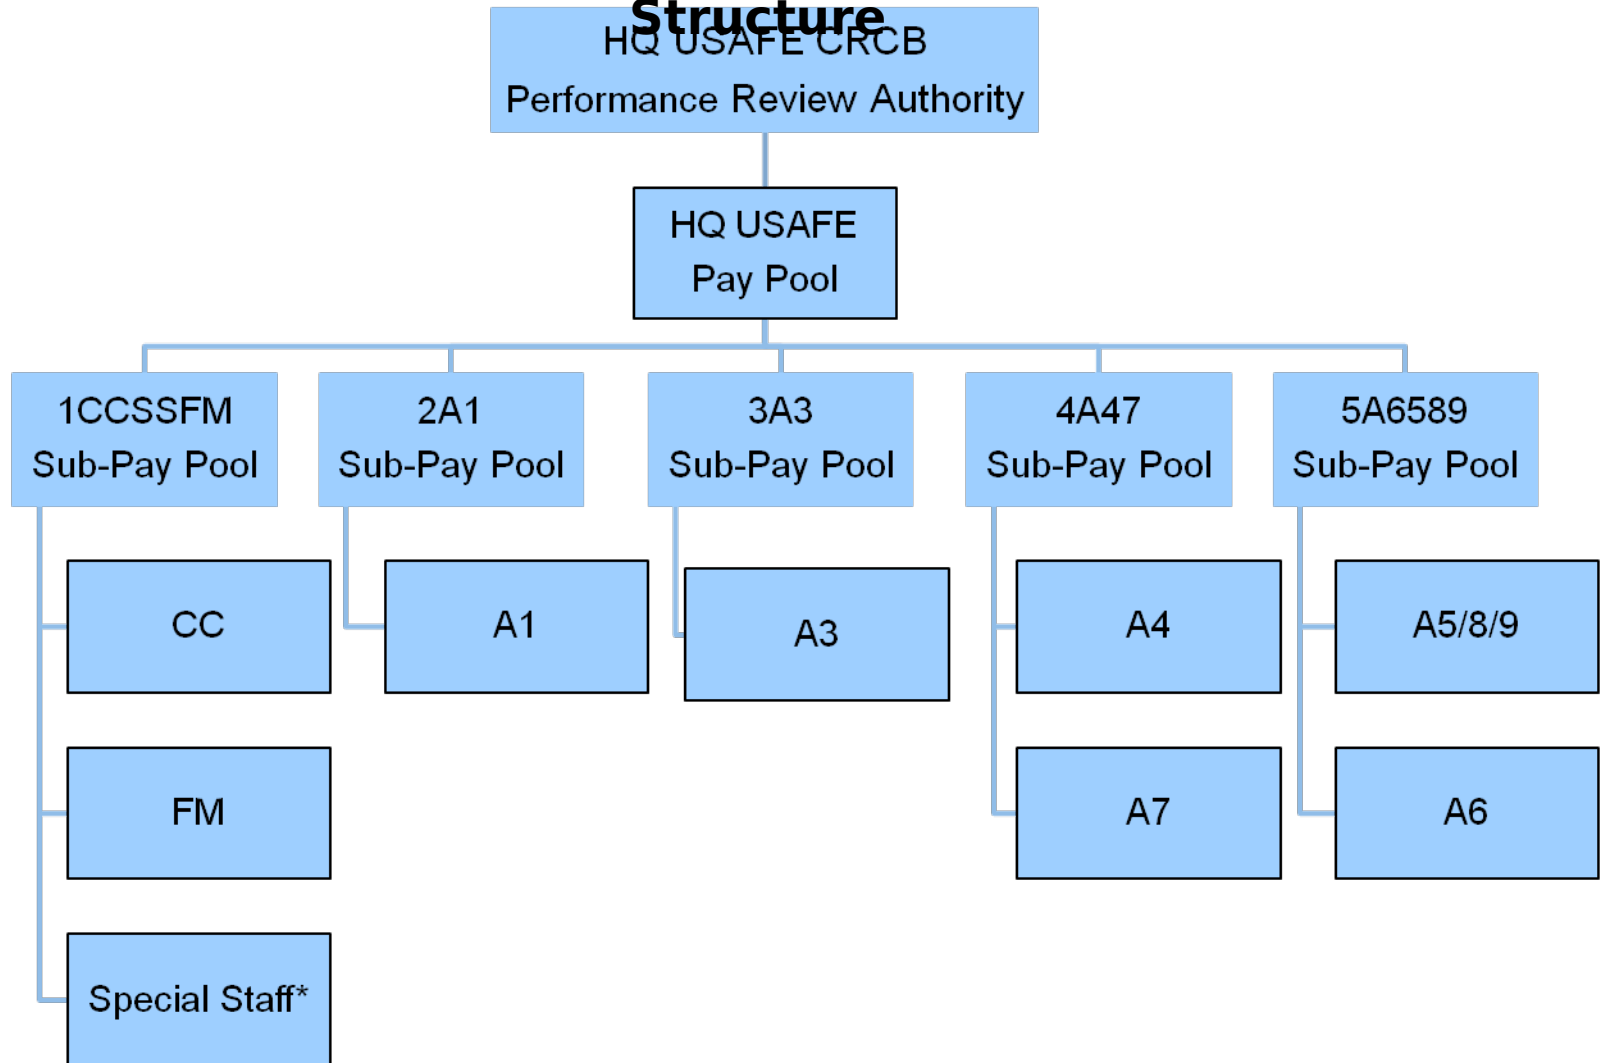 Structure
HQ USAFE CRCB
Performance Review Authority
HQ USAFE
Pay Pool
1CCSSFM
Sub-Pay Pool
2A1
Sub-Pay Pool
3A3
Sub-Pay Pool
4A47
Sub-Pay Pool
5A6589
Sub-Pay Pool
CC
A1
A3
A4
A5/8/9
FM
A7
A6
Special Staff*